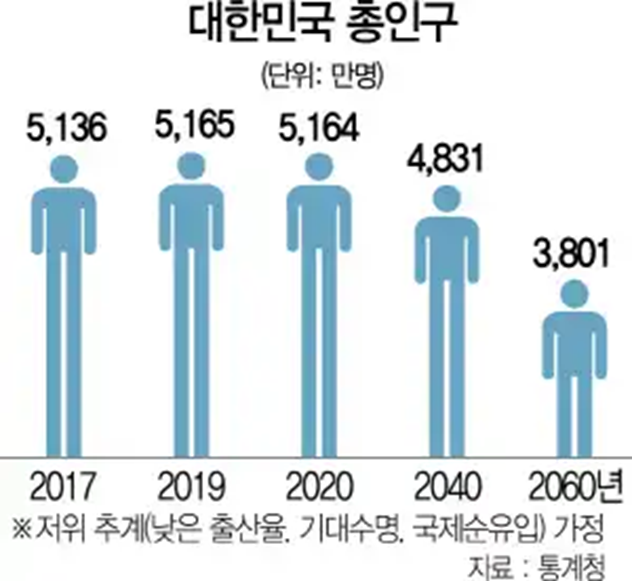 대한민국 총인구
(단위: 만명)
5,136 5,165 5,164 4,831 3,801
2017 2019 2020 2040 2060년
※저위 추계(낮은 출산율, 기대수명, 국제순유입) 가정
자료 : 통계청